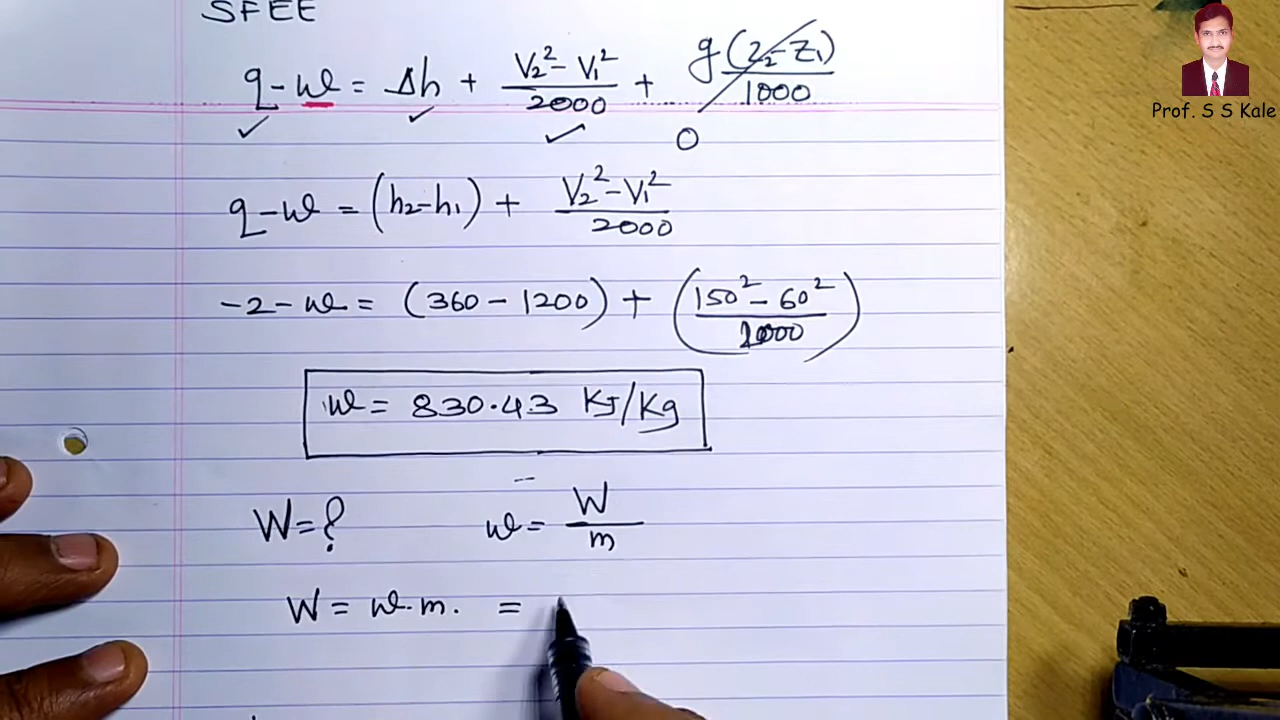 SFEE
q - w = Δh + (V₂² - V₁²)/2000 + g(Z₂ - Z₁)/1000
0
q - w = (h₂ - h₁) + (V₂² - V₁²)/2000
-2 - w = (360 - 1200) + ((150² - 60²)/2000)
w = 830.43 KJ/Kg
W = ? w = W/m
W = w.m. =
Prof. S S Kale